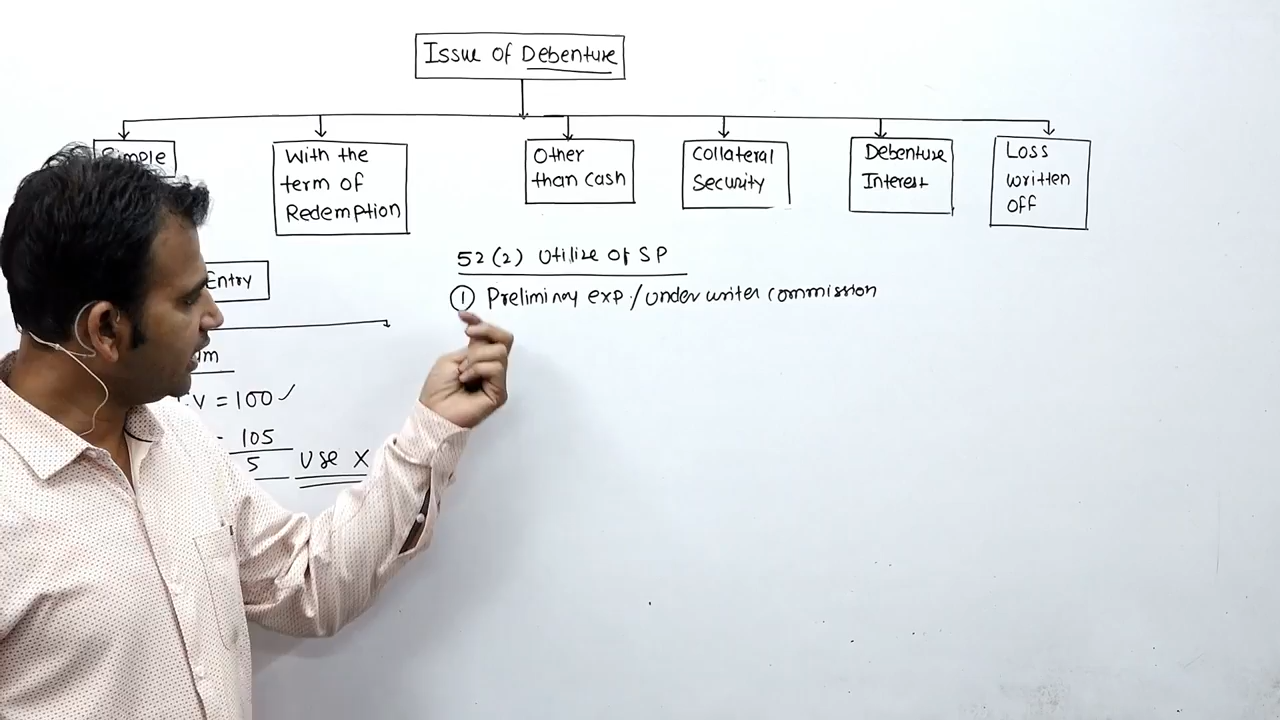 Issue of Debenture
Simple
With the
term of
Redemption
Other
than cash
Collateral
Security
Debenture
Interest
Loss
written
off
Entry
= 100 ✓
105
5
Use X
52 (2) Utilize of SP
① Preliminary exp./under writer commission